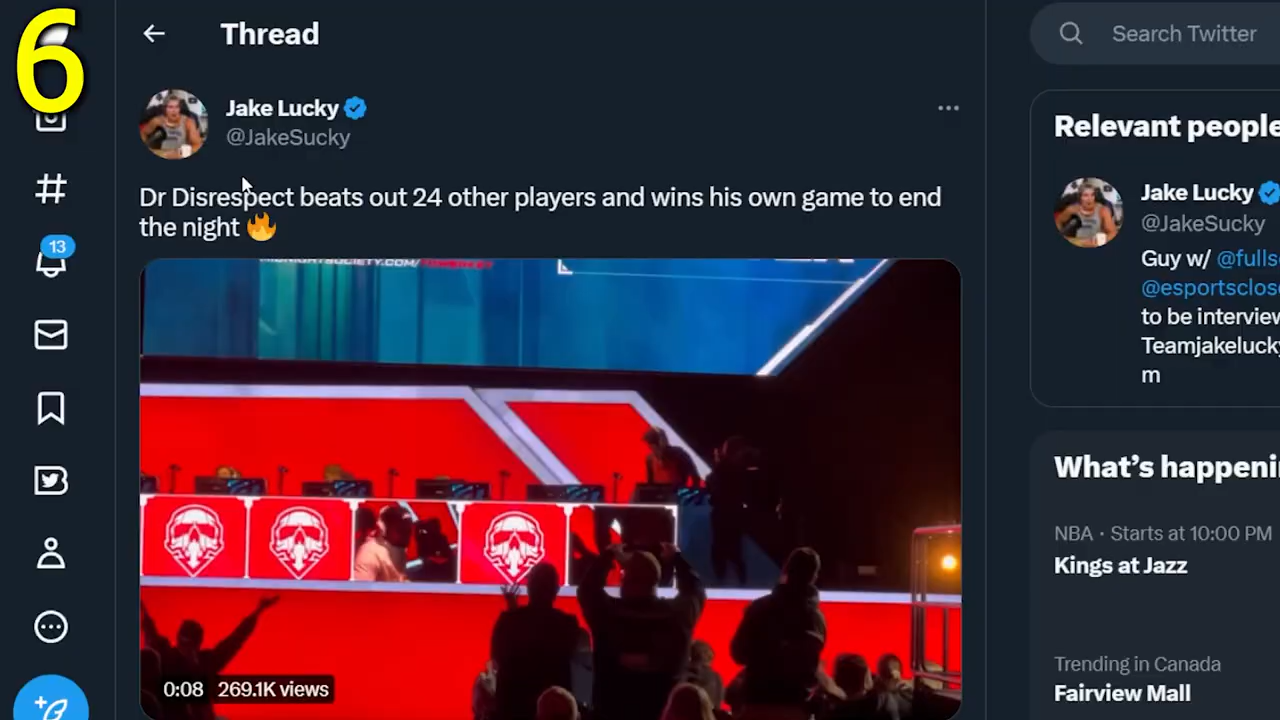 6
Thread
Search Twitter
Jake Lucky
@JakeSucky
Dr Disrespect beats out 24 other players and wins his own game to end
the night
13
0:08 269.1K views
Relevant people
Jake Lucky
@JakeSucky
Guy w/ @fulls
@esportsclos
to be interview
Teamjakelucky
m
What's happeni
NBA · Starts at 10:00 PM
Kings at Jazz
Trending in Canada
Fairview Mall